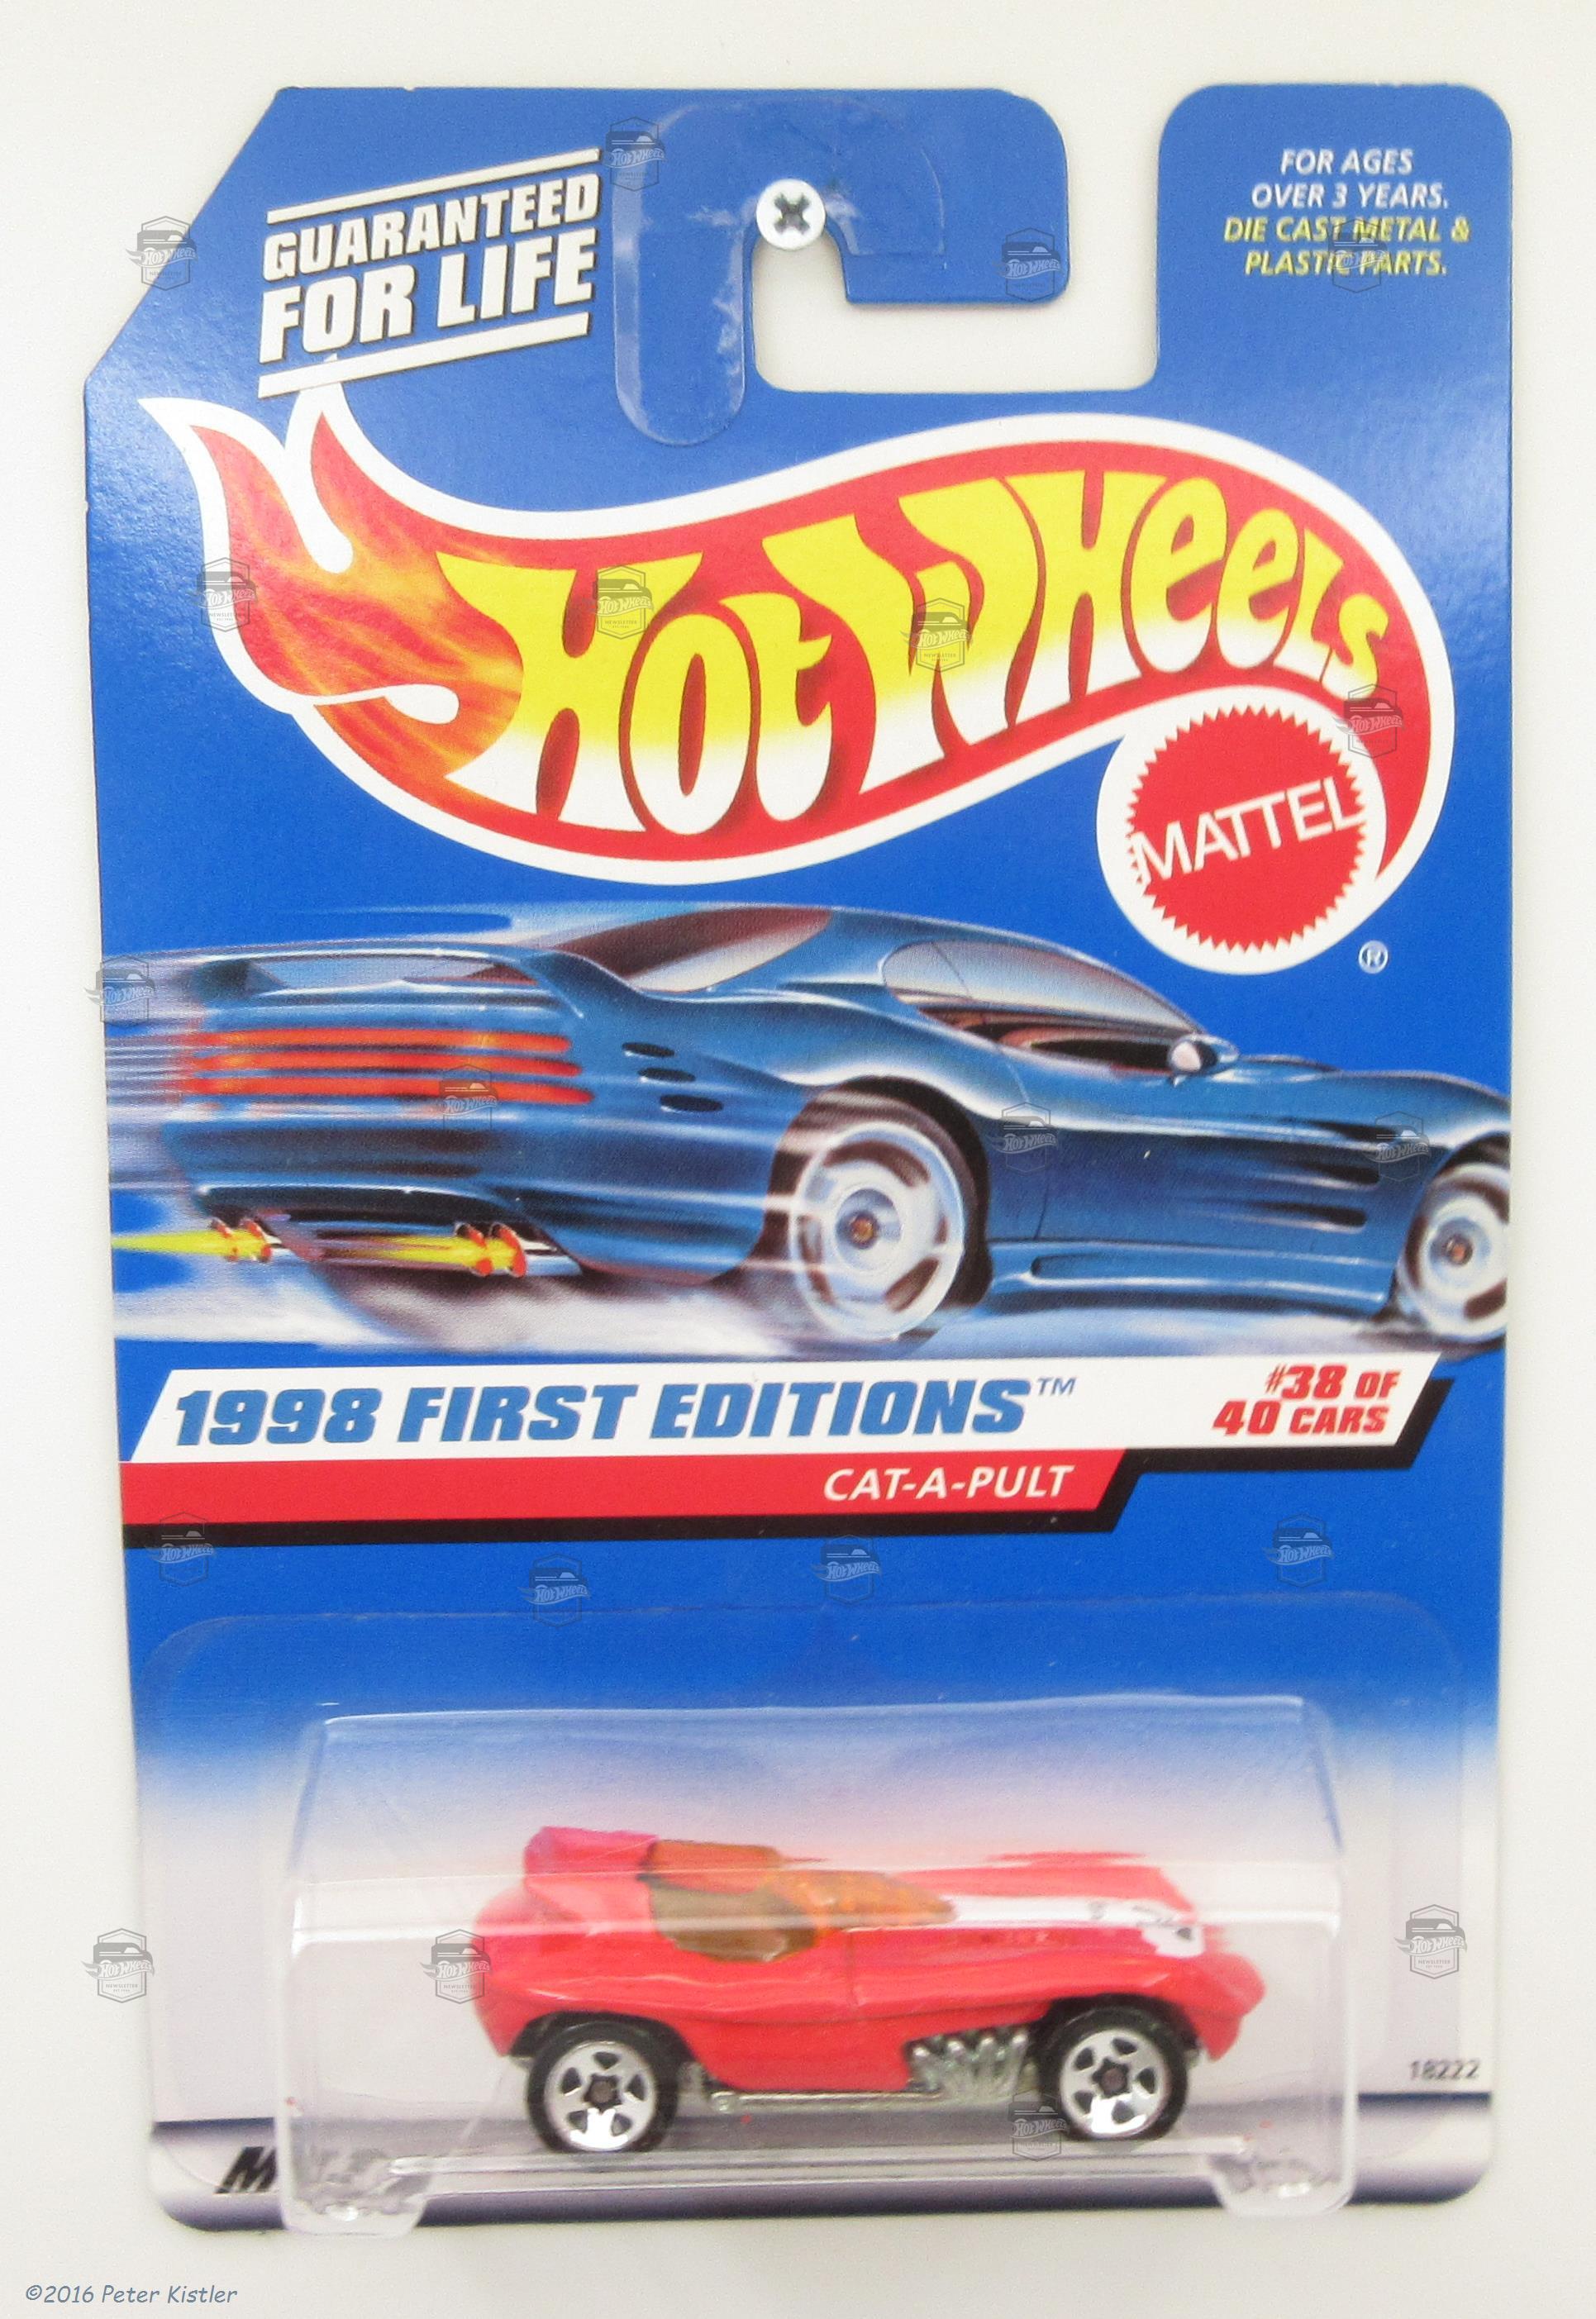 GUARANTEED
FOR LIFE
FOR AGES
OVER 3 YEARS.
DIE CAST METAL &
PLASTIC PARTS.
HOT WHEELS
MATTEL
®
1998 FIRST EDITIONS™
#38 OF
40 CARS
CAT-A-PULT
18222
©2016 Peter Kistler